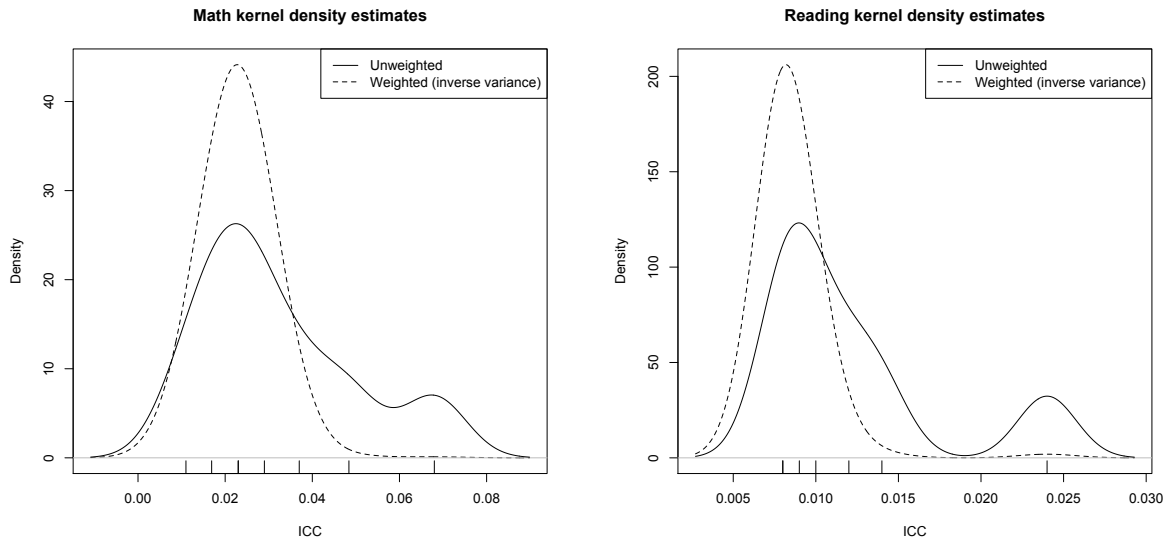 Math kernel density estimates
Unweighted
Weighted (inverse variance)
Density
0
10
20
30
40
0.00
0.02
0.04
0.06
0.08
ICC
Reading kernel density estimates
Unweighted
Weighted (inverse variance)
Density
0
50
100
150
200
0.005
0.010
0.015
0.020
0.025
0.030
ICC